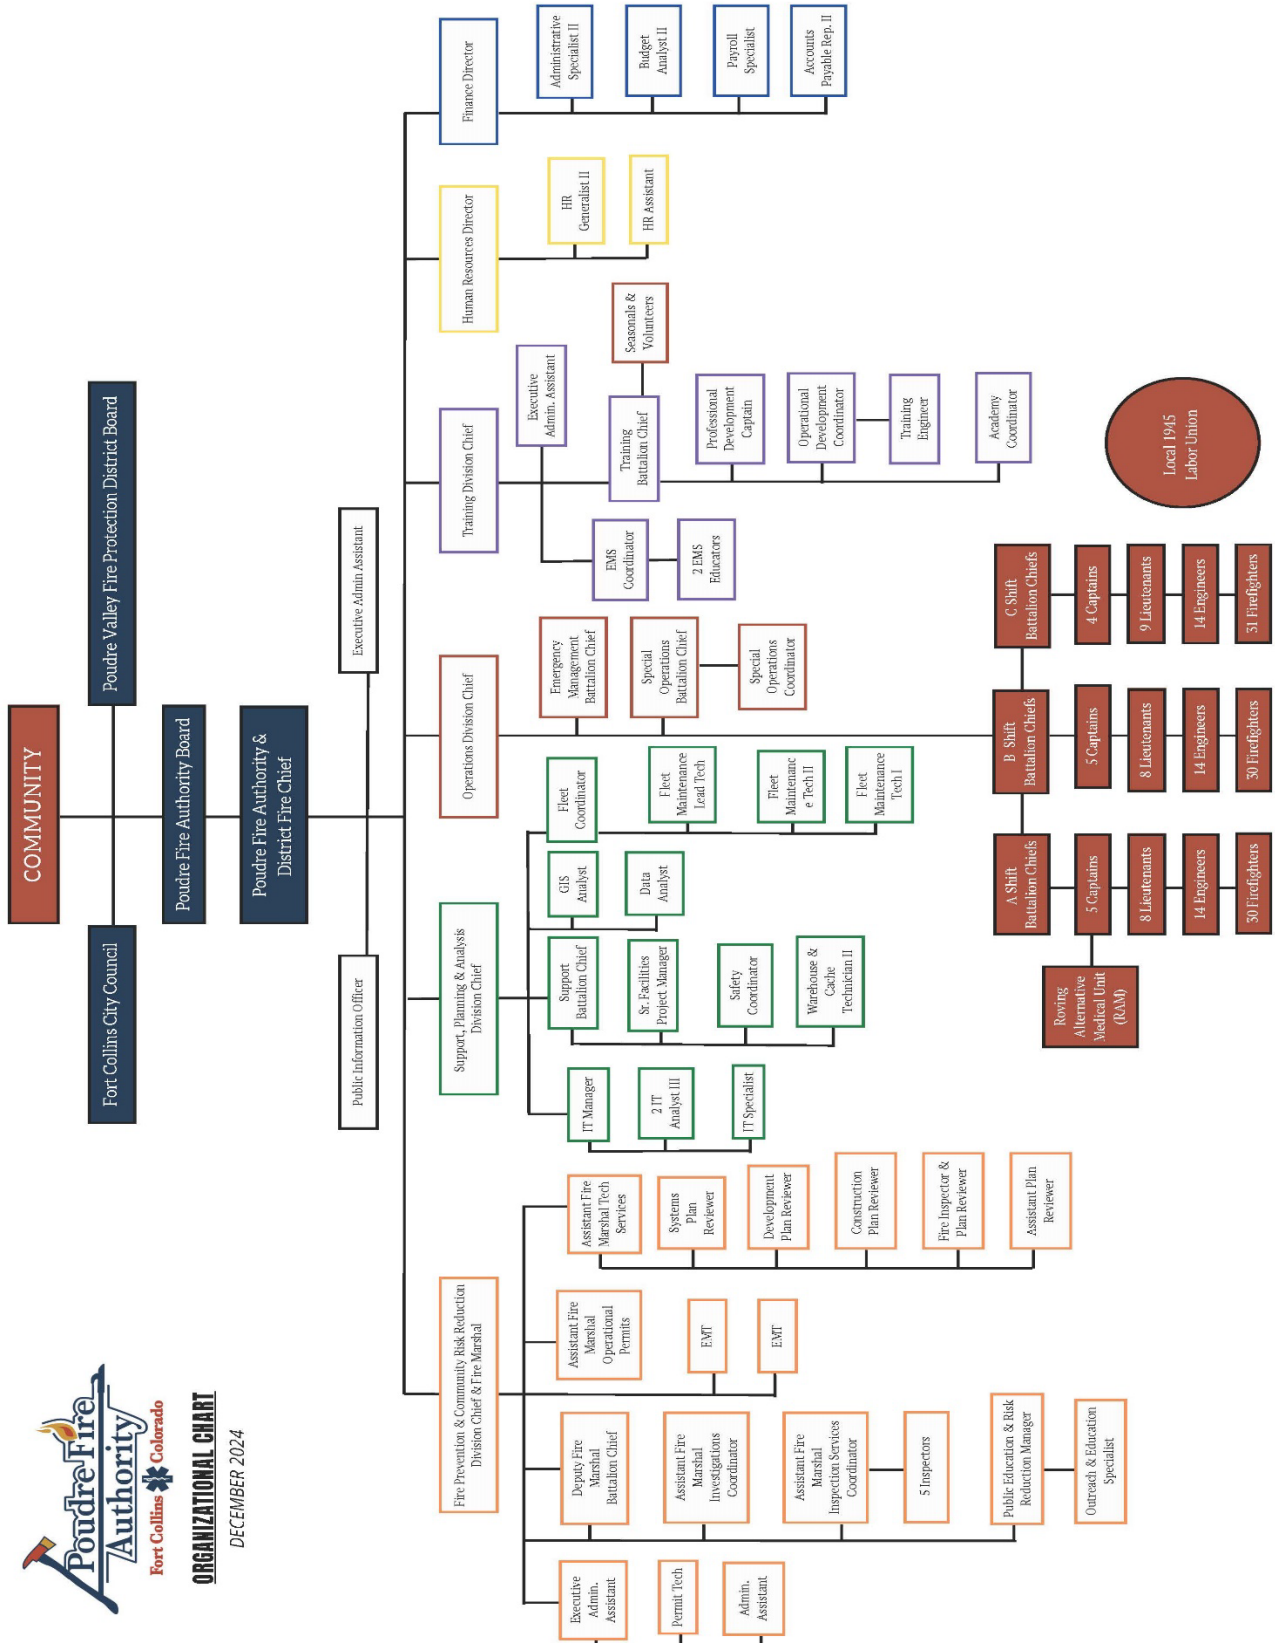 Poudre Fire
Authority
Fort Collins Colorado
ORGANIZATIONAL CHART
DECEMBER 2024
COMMUNITY
Fort Collins City Council
Poudre Valley Fire Protection District Board
Poudre Fire Authority Board
Poudre Fire Authority &
District Fire Chief
Public Information Officer
Executive Admin Assistant
Fire Prevention & Community Risk Reduction
Division Chief & Fire Marshal
Executive
Admin.
Assistant
Permit Tech
Admin.
Assistant
Deputy Fire
Marshal
Battalion Chief
Assistant Fire
Marshal
Investigations
Coordinator
Assistant Fire
Marshal
Inspection Services
Coordinator
5 Inspectors
Public Education & Risk
Reduction Manager
Outreach & Education
Specialist
Assistant Fire
Marshal
Operational
Permits
EMT
EMT
Assistant Fire
Marshal Tech
Services
Systems
Plan
Reviewer
Development
Plan Reviewer
Construction
Plan Reviewer
Fire Inspector &
Plan Reviewer
Assistant Plan
Reviewer
Support, Planning & Analysis
Division Chief
IT Manager
2 IT
Analyst III
IT Specialist
Support
Battalion Chief
Sr. Facilities
Project Manager
Safety
Coordinator
Warehouse &
Cache
Technician II
GIS
Analyst
Data
Analyst
Fleet
Coordinator
Fleet
Maintenance
Lead Tech
Fleet
Maintenanc
e Tech II
Fleet
Maintenance
Tech I
Operations Division Chief
Emergency
Management
Battalion Chief
Special
Operations
Battalion Chief
Special
Operations
Coordinator
A Shift
Battalion Chiefs
5 Captains
8 Lieutenants
14 Engineers
30 Firefighters
Roving
Alternative
Medical Unit
(RAM)
B Shift
Battalion Chiefs
5 Captains
8 Lieutenants
14 Engineers
30 Firefighters
C Shift
Battalion Chiefs
4 Captains
9 Lieutenants
14 Engineers
31 Firefighters
Training Division Chief
Executive
Admin. Assistant
EMS
Coordinator
2 EMS
Educators
Training
Battalion Chief
Seasonals &
Volunteers
Professional
Development
Captain
Operational
Development
Coordinator
Training
Engineer
Academy
Coordinator
Human Resources Director
HR
Generalist II
HR Assistant
Finance Director
Administrative
Specialist II
Budget
Analyst II
Payroll
Specialist
Accounts
Payable Rep. II
Local 1945
Labor Union